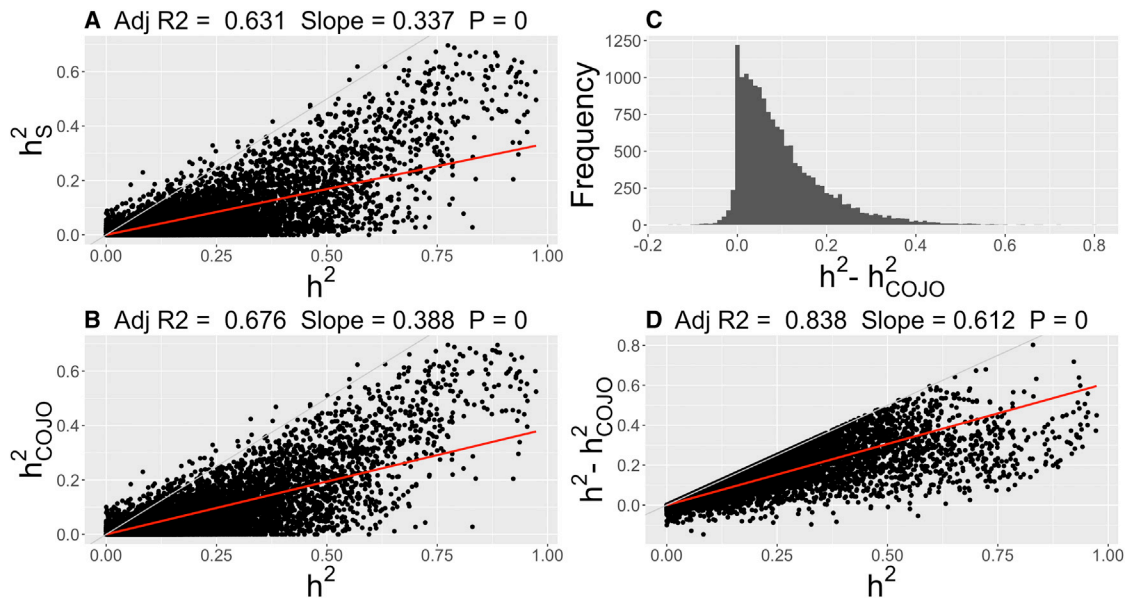 A Adj R2 = 0.631 Slope = 0.337 P = 0
h²S
0.6
0.4
0.2
0.0
0.00 0.25 0.50 0.75 1.00
h²
C
Frequency
1250
1000
750
500
250
0
-0.2 0.0 0.2 0.4 0.6 0.8
h²- h²COJO
B Adj R2 = 0.676 Slope = 0.388 P = 0
h²COJO
0.6
0.4
0.2
0.0
0.00 0.25 0.50 0.75 1.00
h²
D Adj R2 = 0.838 Slope = 0.612 P = 0
h² - h²COJO
0.8
0.6
0.4
0.2
0.0
0.00 0.25 0.50 0.75 1.00
h²